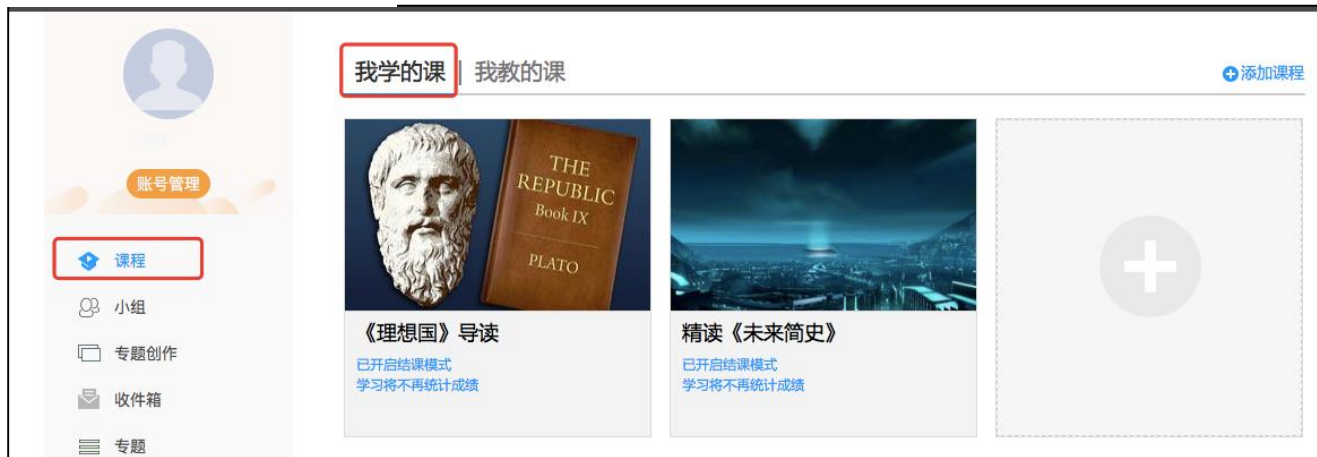 账号管理
课程
小组
专题创作
收件箱
专题
我学的课 | 我教的课
添加课程
THE
REPUBLIC
Book IX
PLATO
《理想国》导读
已开启结课模式
学习将不再统计成绩
精读《未来简史》
已开启结课模式
学习将不再统计成绩